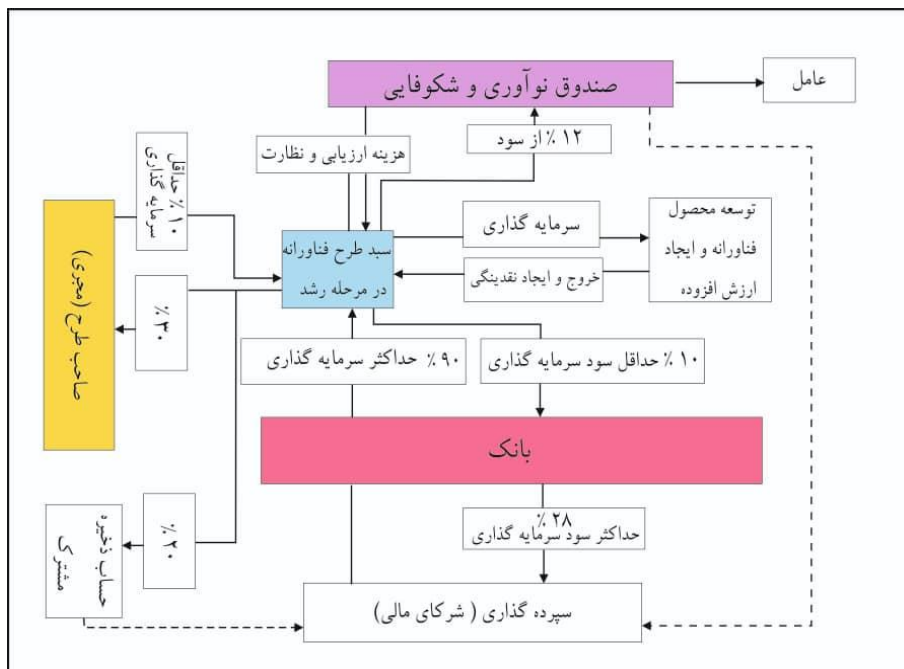 صندوق نوآوری و شکوفایی
عامل
هزینه ارزیابی و نظارت
۱۲ ٪ از سود
۱۰ ٪ حداقل
سرمایه گذاری
صاحب طرح (مجری)
۳۰ ٪
سبد طرح فناورانه
در مرحله رشد
سرمایه گذاری
خروج و ایجاد نقدینگی
توسعه محصول
فناورانه و ایجاد
ارزش افزوده
۹۰ ٪ حداکثر سرمایه گذاری
۱۰ ٪ حداقل سود سرمایه گذاری
بانک
۲۸ ٪
حداکثر سود سرمایه گذاری
۲۰ ٪
حساب ذخیره
مشترک
سپرده گذاری ( شرکای مالی)